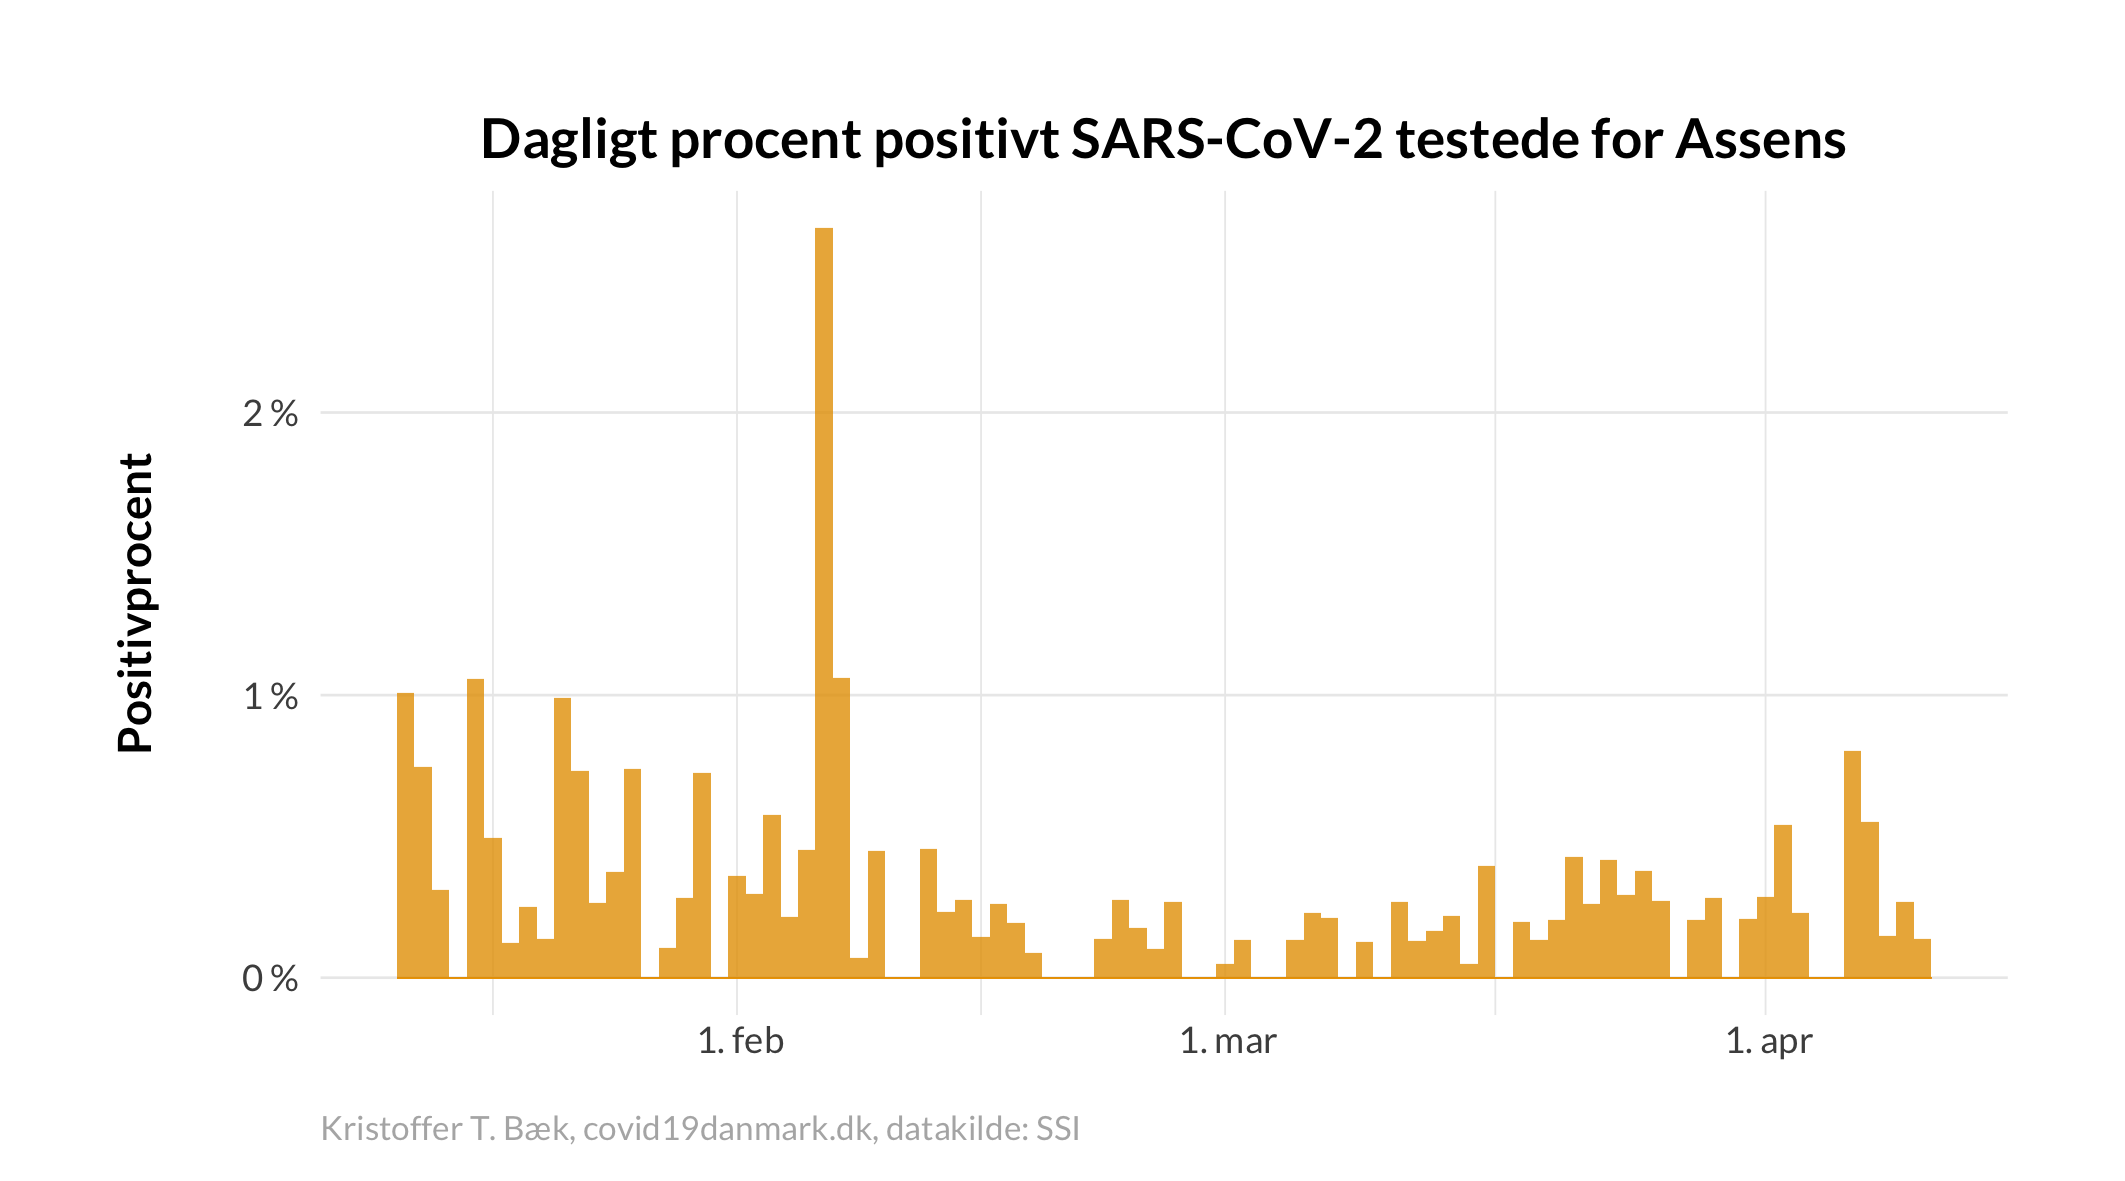 Dagligt procent positivt SARS-CoV-2 testede for Assens
Positivprocent
2 %
1 %
0 %
1. feb
1. mar
1. apr
Kristoffer T. Bæk, covid19danmark.dk, datakilde: SSI